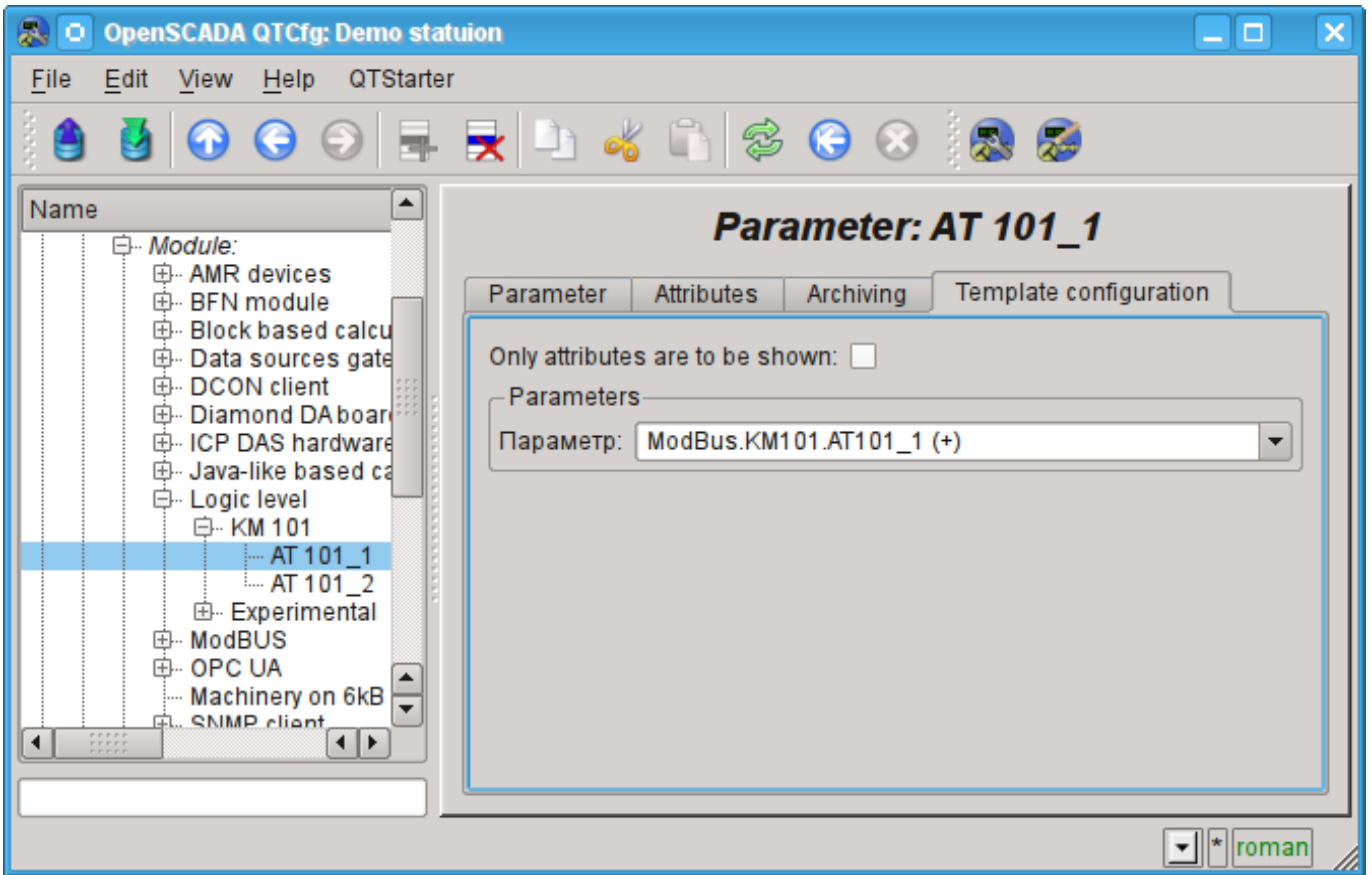 OpenSCADA QTCfg: Demo statuion
File Edit View Help QTStarter
Name
Module:
AMR devices
BFN module
Block based calcu
Data sources gate
DCON client
Diamond DA boar
ICP DAS hardware
Java-like based ca
Logic level
KM 101
AT 101_1
AT 101_2
Experimental
ModBUS
OPC UA
Machinery on 6kB
SNMP client
Parameter: AT 101_1
Parameter Attributes Archiving Template configuration
Only attributes are to be shown:
Parameters
Параметр: ModBus.KM101.AT101_1 (+)
* roman